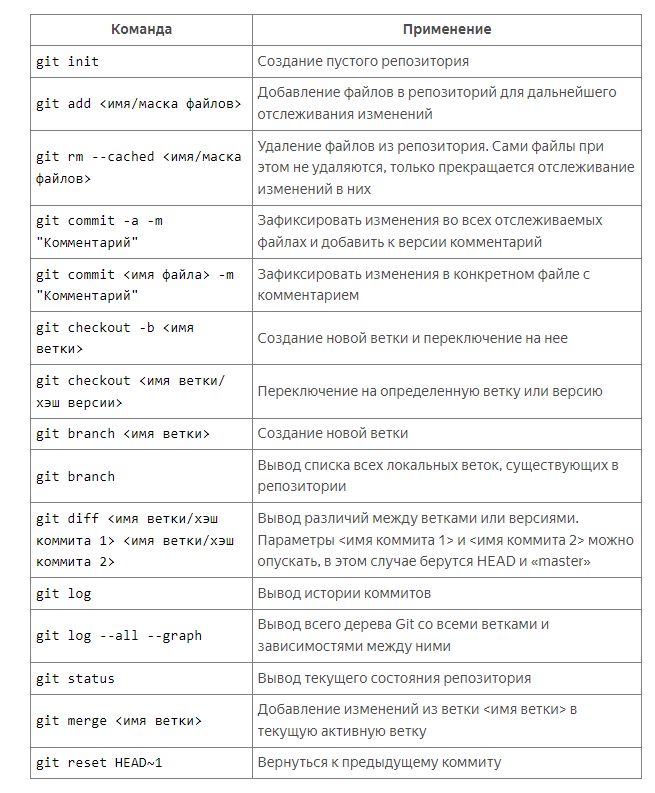 Команда
Применение
git init
Создание пустого репозитория
git add <имя/маска файлов>
Добавление файлов в репозиторий для дальнейшего
отслеживания изменений
git rm --cached <имя/маска
файлов>
Удаление файлов из репозитория. Сами файлы при
этом не удаляются, только прекращается отслеживание
изменений в них
git commit -a -m
"Комментарий"
Зафиксировать изменения во всех отслеживаемых
файлах и добавить к версии комментарий
git commit <имя файла> -m
"Комментарий"
Зафиксировать изменения в конкретном файле с
комментарием
git checkout -b <имя
ветки>
Создание новой ветки и переключение на нее
git checkout <имя ветки/
хэш версии>
Переключение на определенную ветку или версию
git branch <имя ветки>
Создание новой ветки
git branch
Вывод списка всех локальных веток, существующих в
репозитории
git diff <имя ветки/хэш
коммита 1> <имя ветки/хэш
коммита 2>
Вывод различий между ветками или версиями.
Параметры <имя коммита 1> и <имя коммита 2> можно
опускать, в этом случае берутся HEAD и «master»
git log
Вывод истории коммитов
git log --all --graph
Вывод всего дерева Git со всеми ветками и
зависимостями между ними
git status
Вывод текущего состояния репозитория
git merge <имя ветки>
Добавление изменений из ветки <имя ветки> в
текущую активную ветку
git reset HEAD~1
Вернуться к предыдущему коммиту